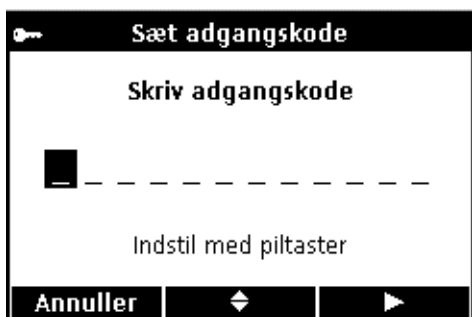 Sæt adgangskode
Skriv adgangskode
_ _ _ _ _ _ _ _ _ _ _ _
Indstil med piltaster
Annuller